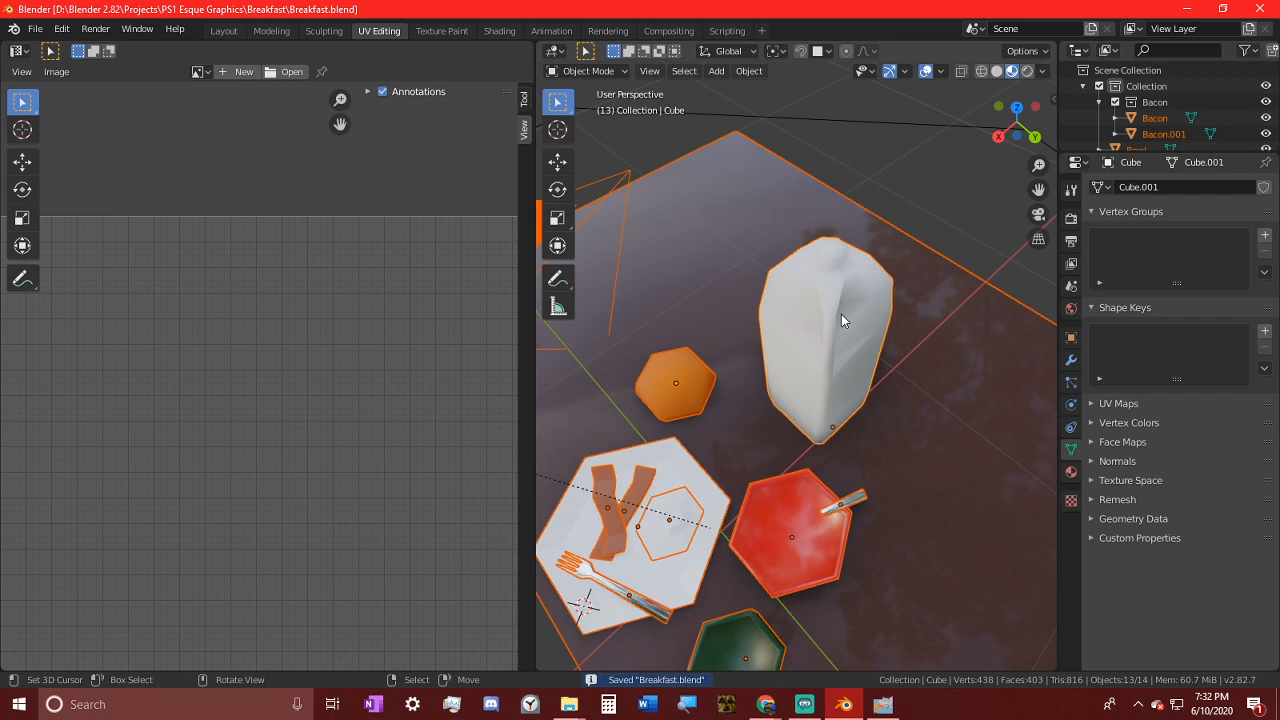 Blender [D:\Blender 2.82\Projects\PS1 Esque Graphics\Breakfast\Breakfast.blend]
File Edit Render Window Help Layout Modeling Sculpting UV Editing Texture Paint Shading Animation Rendering Compositing Scripting + Scene View Layer
Global Options
View Image New Open Object Mode View Select Add Object
Annotations
Tool
View
User Perspective
(13) Collection | Cube
Scene Collection
Collection
Bacon
Bacon
Bacon.001
Cube Cube.001
Cube.001
Vertex Groups
Shape Keys
UV Maps
Vertex Colors
Face Maps
Normals
Texture Space
Remesh
Geometry Data
Custom Properties
X Y Z
Set 3D Cursor Box Select Rotate View Select Move Saved "Breakfast.blend" Collection | Cube | Verts:438 | Faces:403 | Tris:816 | Objects:13/14 | Mem: 60.7 MiB | v2.82.7
Search
7:32 PM
6/10/2020